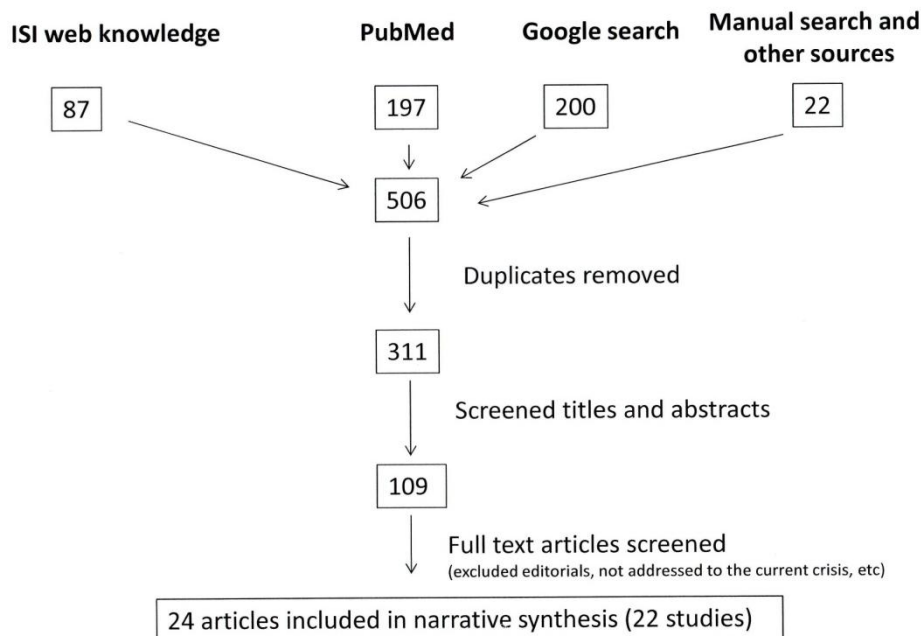 ISI web knowledge
PubMed
Google search
Manual search and
other sources
87
197
200
22
506
Duplicates removed
311
Screened titles and abstracts
109
Full text articles screened
(excluded editorials, not addressed to the current crisis, etc)
24 articles included in narrative synthesis (22 studies)